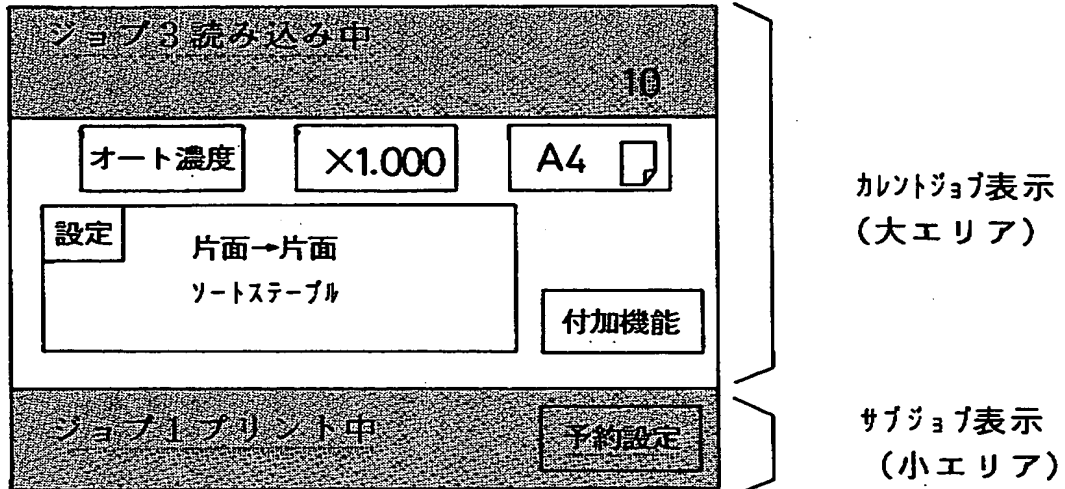 ジョブ3読み込み中
10
オート濃度
×1.000
A4
設定
片面→片面
ソートステープル
付加機能
ジョブ1プリント中
予約設定
カレントジョブ表示
(大エリア)
サブジョブ表示
(小エリア)